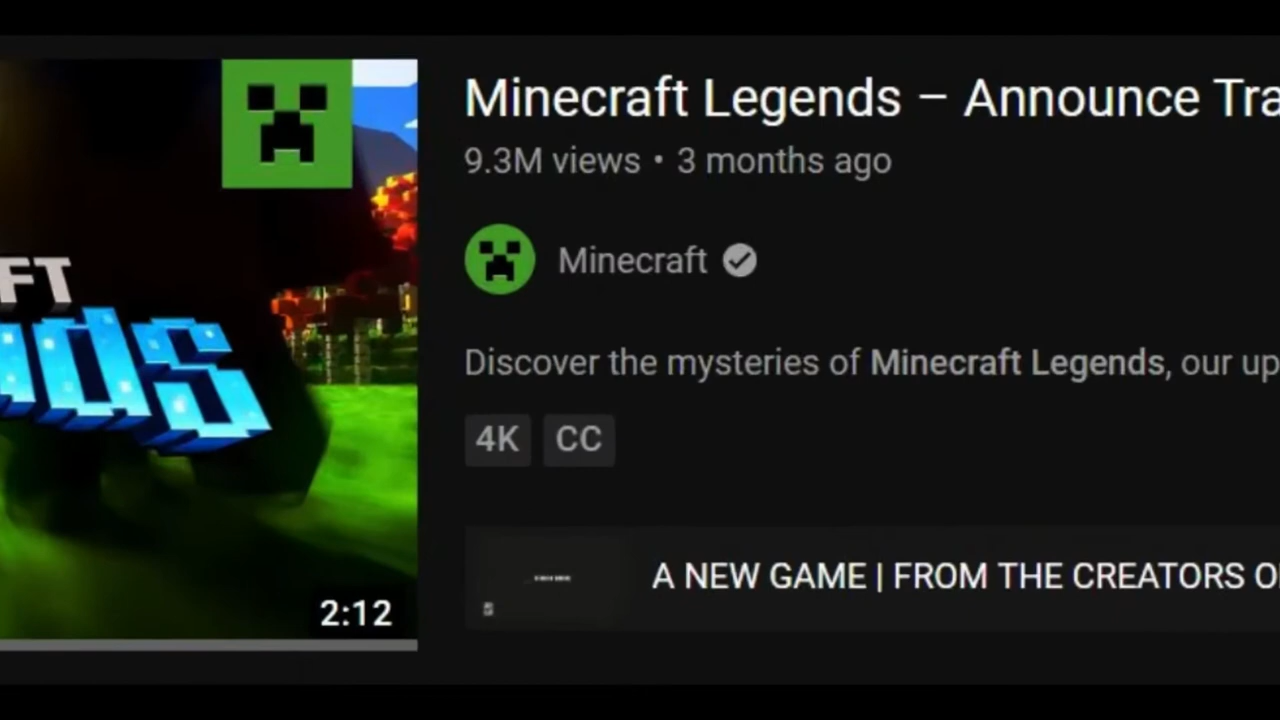 Minecraft Legends – Announce Tra
9.3M views • 3 months ago
Minecraft
Discover the mysteries of Minecraft Legends, our up
4K CC
A NEW GAME | FROM THE CREATORS O
FT
nds
2:12